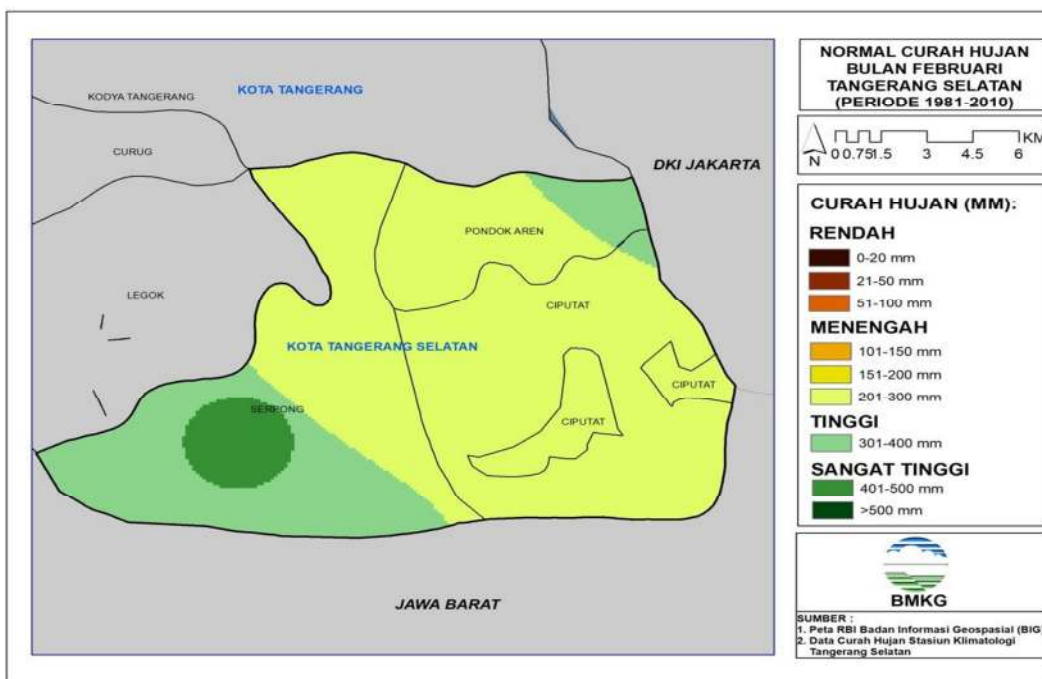 KOTA TANGERANG
KODYA TANGERANG
CURUG
DKI JAKARTA
PONDOK AREN
LEGOK
CIPUTAT
KOTA TANGERANG SELATAN
CIPUTAT
SERPONG
CIPUTAT
JAWA BARAT
NORMAL CURAH HUJAN
BULAN FEBRUARI
TANGERANG SELATAN
(PERIODE 1981-2010)
KM
N
0 0.75 1.5 3 4.5 6
CURAH HUJAN (MM):
RENDAH
0-20 mm
21-50 mm
51-100 mm
MENENGAH
101-150 mm
151-200 mm
201-300 mm
TINGGI
301-400 mm
SANGAT TINGGI
401-500 mm
>500 mm
BMKG
SUMBER :
1. Peta RBI Badan Informasi Geospasial (BIG)
2. Data Curah Hujan Stasiun Klimatologi
Tangerang Selatan